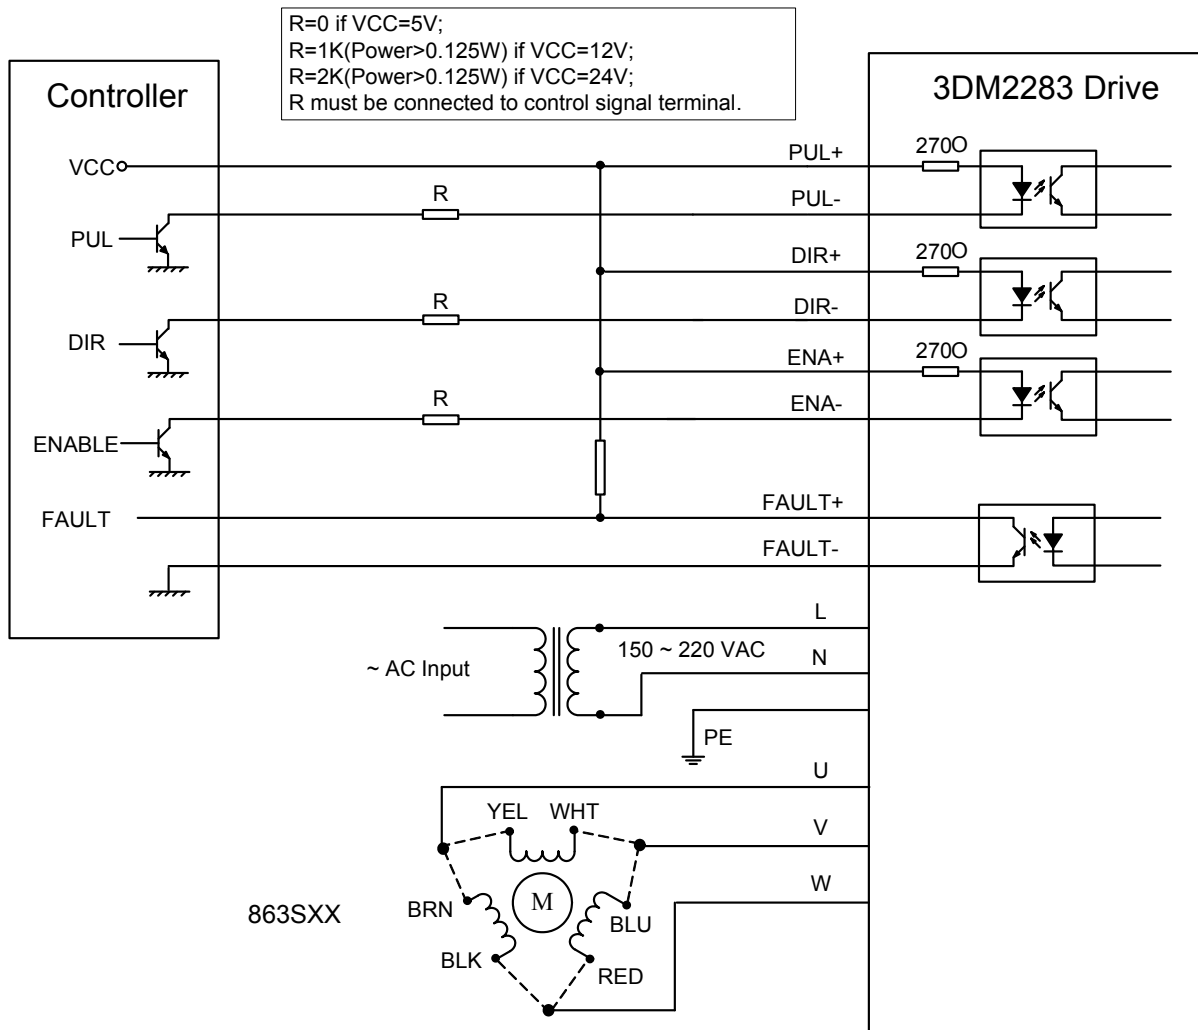 R=0 if VCC=5V;
R=1K(Power>0.125W) if VCC=12V;
R=2K(Power>0.125W) if VCC=24V;
R must be connected to control signal terminal.
Controller
3DM2283 Drive
VCC
PUL+
270O
R
PUL-
PUL
DIR+
270O
R
DIR-
DIR
ENA+
270O
R
ENA-
ENABLE
FAULT+
FAULT
FAULT-
L
150 ~ 220 VAC
N
~ AC Input
PE
U
YEL WHT
V
W
M
863SXX
BRN
BLU
BLK
RED